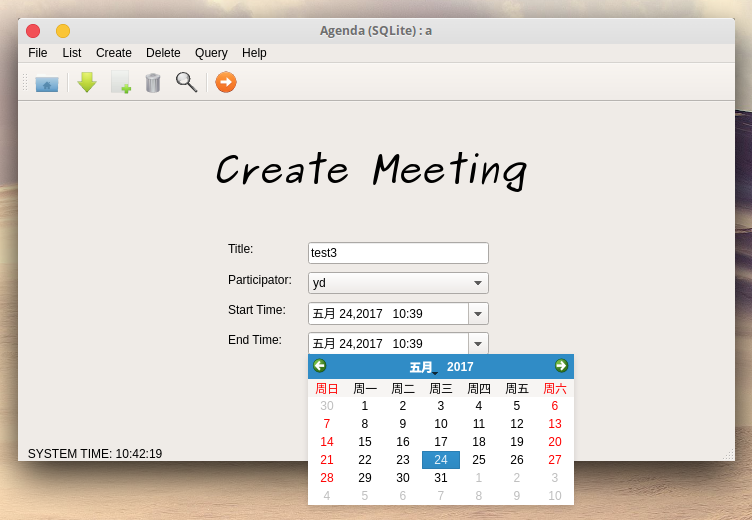 Agenda (SQLite) : a
File List Create Delete Query Help
Create Meeting
Title: test3
Participator: yd
Start Time: 五月 24,2017 10:39
End Time: 五月 24,2017 10:39
五月 2017
周日 周一 周二 周三 周四 周五 周六
30 1 2 3 4 5 6
7 8 9 10 11 12 13
14 15 16 17 18 19 20
21 22 23 24 25 26 27
28 29 30 31 1 2 3
4 5 6 7 8 9 10
SYSTEM TIME: 10:42:19